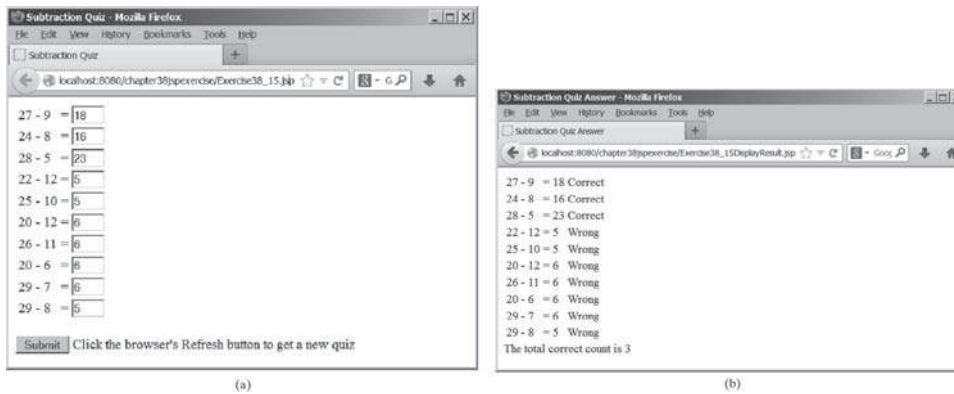 Subtraction Quiz - Mozilla Firefox
File Edit View History Bookmarks Tools Help
Subtraction Quiz
localhost:8080/chapter38jspexercise/Exercise38_15.jsp
27 - 9 = 18
24 - 8 = 16
28 - 5 = 23
22 - 12 = 5
25 - 10 = 5
20 - 12 = 6
26 - 11 = 6
20 - 6 = 6
29 - 7 = 6
29 - 8 = 5
Submit Click the browser's Refresh button to get a new quiz
(a)
Subtraction Quiz Answer - Mozilla Firefox
File Edit View History Bookmarks Tools Help
Subtraction Quiz Answer
localhost:8080/chapter38jspexercise/Exercise38_15DisplayResult.jsp
27 - 9 = 18 Correct
24 - 8 = 16 Correct
28 - 5 = 23 Correct
22 - 12 = 5 Wrong
25 - 10 = 5 Wrong
20 - 12 = 6 Wrong
26 - 11 = 6 Wrong
20 - 6 = 6 Wrong
29 - 7 = 6 Wrong
29 - 8 = 5 Wrong
The total correct count is 3
(b)